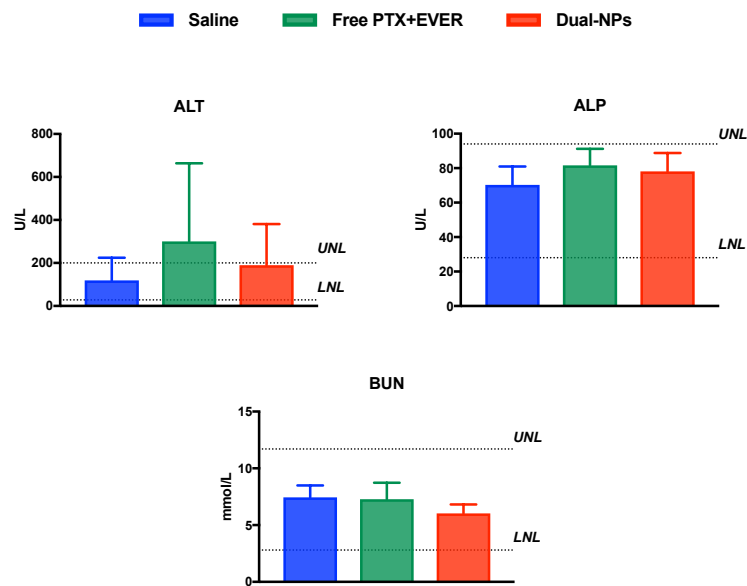 Saline Free PTX+EVER Dual-NPs
ALT
800
600
400
200
0
U/L
UNL
LNL
ALP
100
80
60
40
20
0
U/L
UNL
LNL
BUN
15
10
5
0
mmol/L
UNL
LNL